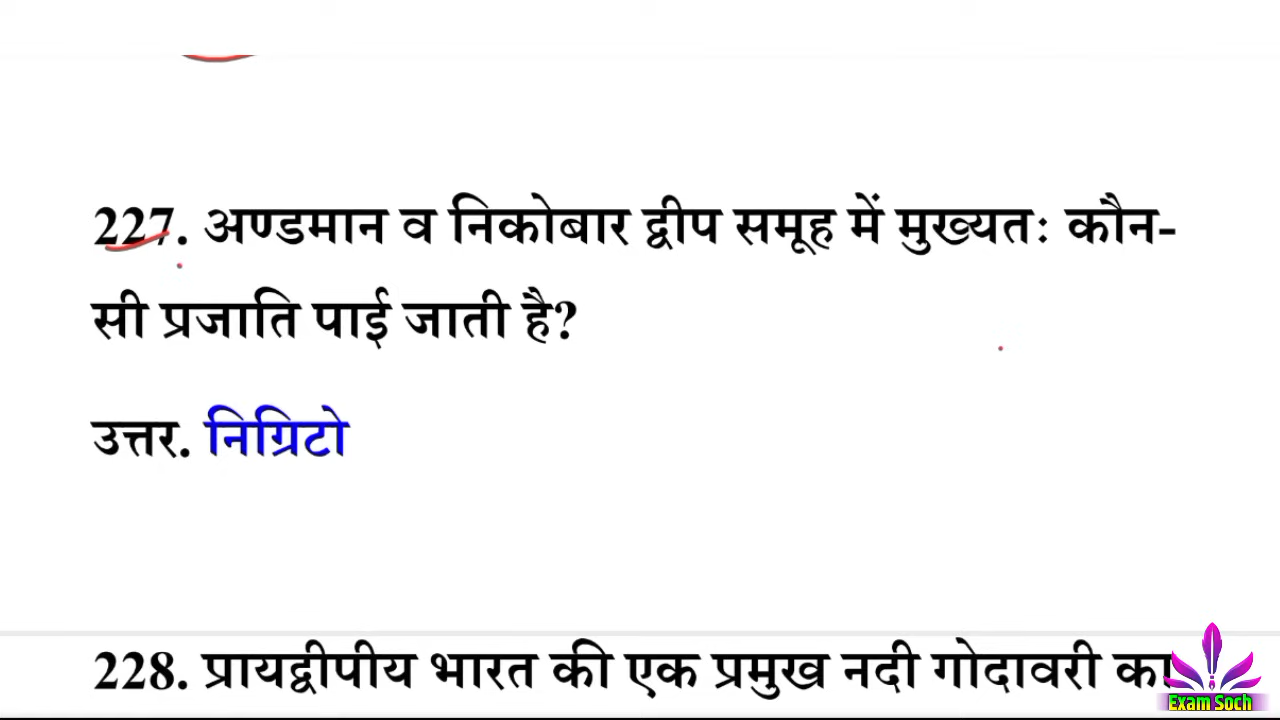 227. अण्डमान व निकोबार द्वीप समूह में मुख्यतः कौन-
सी प्रजाति पाई जाती है?
उत्तर. निग्रिटो
228. प्रायद्वीपीय भारत की एक प्रमुख नदी गोदावरी का
Exam Soch